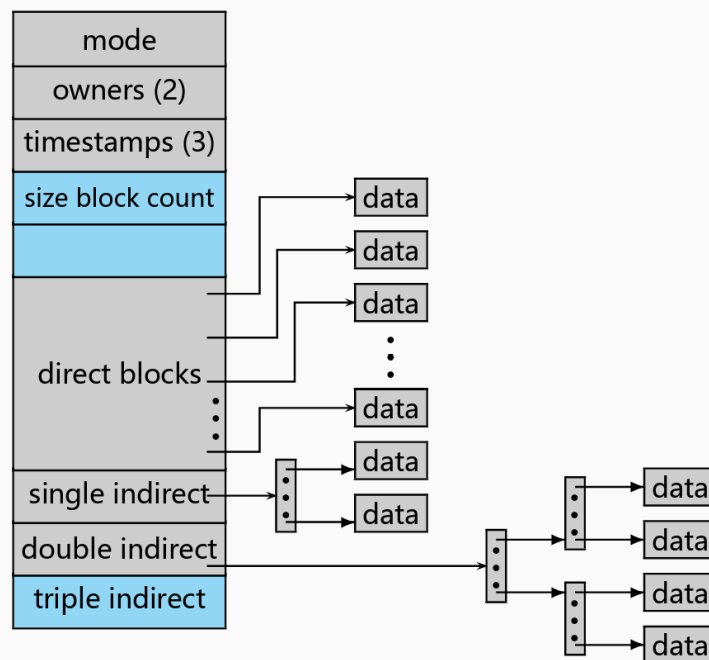 mode
owners (2)
timestamps (3)
size block count
data
data
data
direct blocks
data
data
single indirect
data
data
double indirect
data
data
triple indirect
data